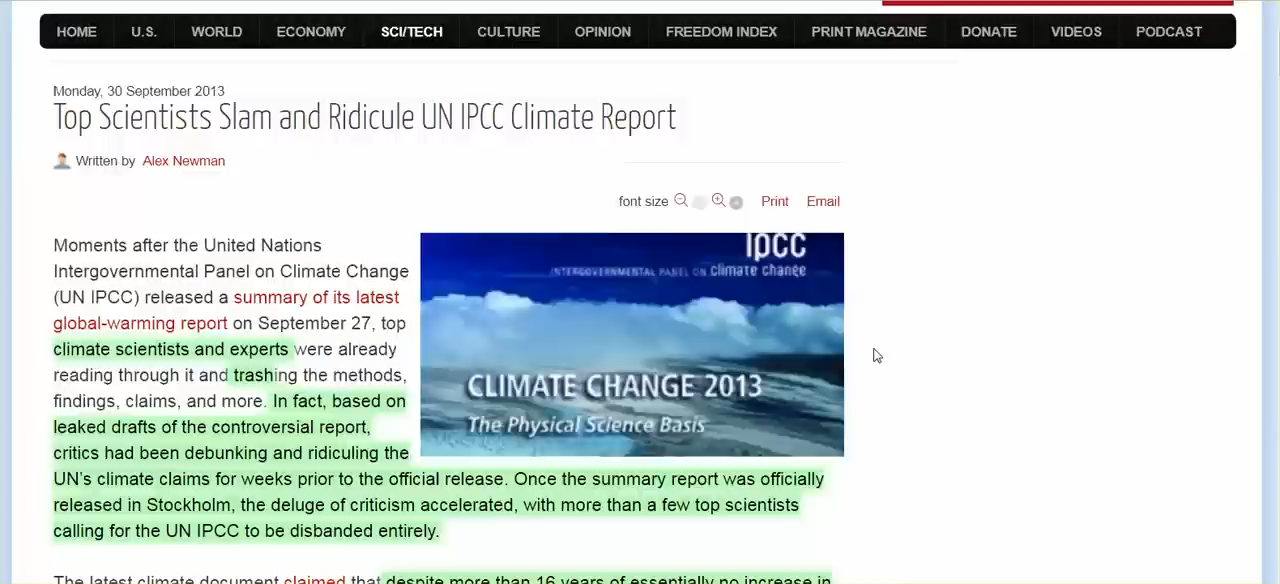 HOME U.S. WORLD ECONOMY SCI/TECH CULTURE OPINION FREEDOM INDEX PRINT MAGAZINE DONATE VIDEOS PODCAST
Monday, 30 September 2013
Top Scientists Slam and Ridicule UN IPCC Climate Report
Written by Alex Newman
font size Print Email
Moments after the United Nations
Intergovernmental Panel on Climate Change
(UN IPCC) released a summary of its latest
global-warming report on September 27, top
climate scientists and experts were already
reading through it and trashing the methods,
findings, claims, and more. In fact, based on
leaked drafts of the controversial report,
critics had been debunking and ridiculing the
UN's climate claims for weeks prior to the official release. Once the summary report was officially
released in Stockholm, the deluge of criticism accelerated, with more than a few top scientists
calling for the UN IPCC to be disbanded entirely.
The latest climate document claimed that despite more than 16 years of essentially no increase in
ipcc
INTERGOVERNMENTAL PANEL ON climate change
CLIMATE CHANGE 2013
The Physical Science Basis